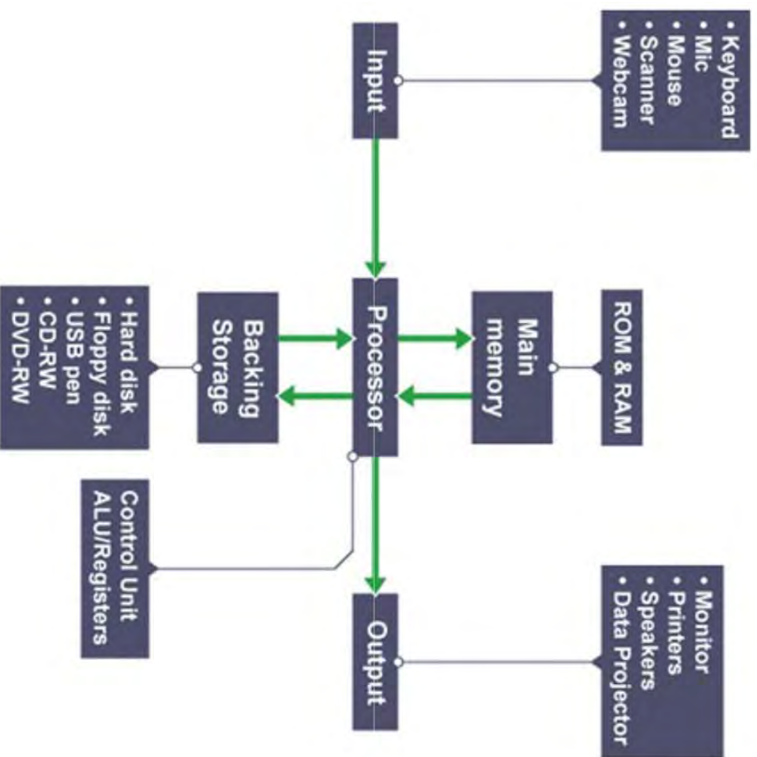 • Keyboard
• Mic
• Mouse
• Scanner
• Webcam
ROM & RAM
• Monitor
• Printers
• Speakers
• Data Projector
Main
memory
Input
Processor
Output
Backing
Storage
• Hard disk
• Floppy disk
• USB pen
• CD-RW
• DVD-RW
Control Unit
ALU/Registers